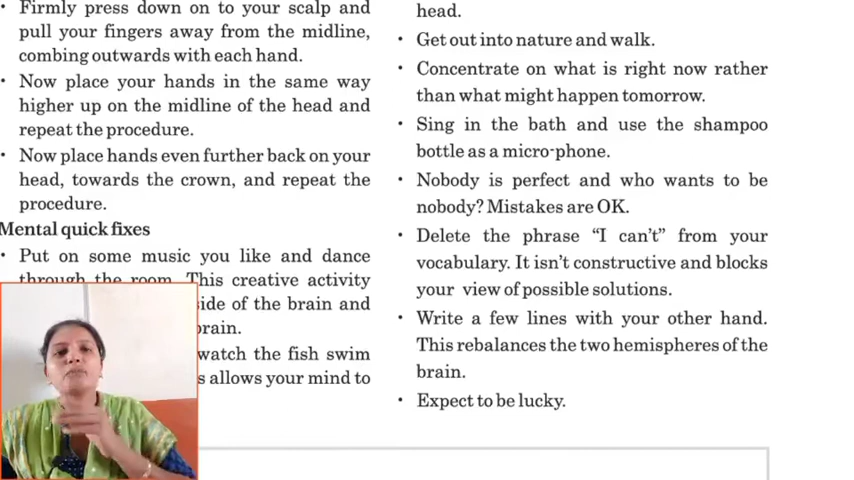 Firmly press down on to your scalp and
pull your fingers away from the midline,
combing outwards with each hand.
• Now place your hands in the same way
higher up on the midline of the head and
repeat the procedure.
• Now place hands even further back on your
head, towards the crown, and repeat the
procedure.
Mental quick fixes
• Put on some music you like and dance
through the room. This creative activity
side of the brain and
brain.
watch the fish swim
s allows your mind to
head.
• Get out into nature and walk.
• Concentrate on what is right now rather
than what might happen tomorrow.
• Sing in the bath and use the shampoo
bottle as a micro-phone.
• Nobody is perfect and who wants to be
nobody? Mistakes are OK.
• Delete the phrase “I can’t” from your
vocabulary. It isn’t constructive and blocks
your view of possible solutions.
• Write a few lines with your other hand.
This rebalances the two hemispheres of the
brain.
• Expect to be lucky.